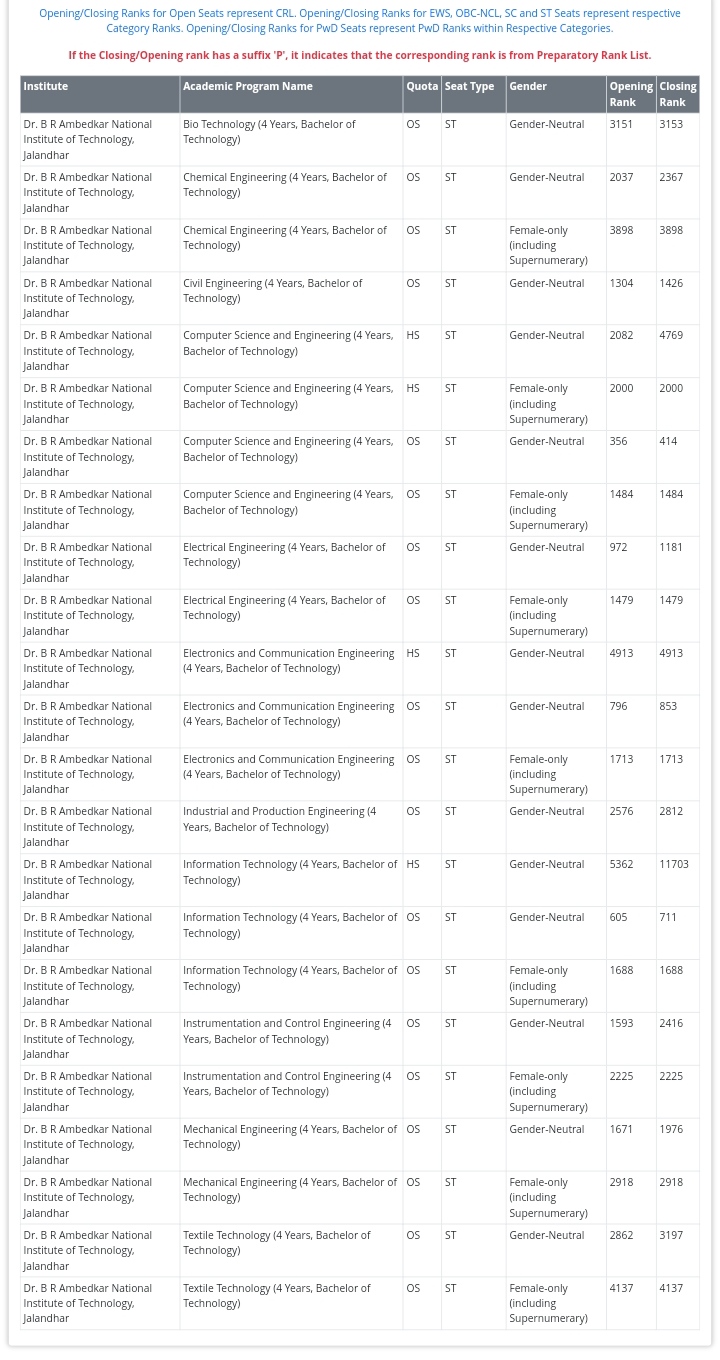 Opening/Closing Ranks for Open Seats represent CRL. Opening/Closing Ranks for EWS, OBC-NCL, SC and ST Seats represent respective
Category Ranks. Opening/Closing Ranks for PwD Seats represent PwD Ranks within Respective Categories.
If the Closing/Opening rank has a suffix 'P', it indicates that the corresponding rank is from Preparatory Rank List.
Institute Academic Program Name Quota Seat Type Gender Opening Closing
Rank Rank
Dr. B R Ambedkar National Bio Technology (4 Years, Bachelor of OS ST Gender-Neutral 3151 3153
Institute of Technology, Technology)
Jalandhar
Dr. B R Ambedkar National Chemical Engineering (4 Years, Bachelor of OS ST Gender-Neutral 2037 2367
Institute of Technology, Technology)
Jalandhar
Dr. B R Ambedkar National Chemical Engineering (4 Years, Bachelor of OS ST Female-only 3898 3898
Institute of Technology, Technology) (including
Jalandhar Supernumerary)
Dr. B R Ambedkar National Civil Engineering (4 Years, Bachelor of OS ST Gender-Neutral 1304 1426
Institute of Technology, Technology)
Jalandhar
Dr. B R Ambedkar National Computer Science and Engineering (4 Years, HS ST Gender-Neutral 2082 4769
Institute of Technology, Bachelor of Technology)
Jalandhar
Dr. B R Ambedkar National Computer Science and Engineering (4 Years, HS ST Female-only 2000 2000
Institute of Technology, Bachelor of Technology) (including
Jalandhar Supernumerary)
Dr. B R Ambedkar National Computer Science and Engineering (4 Years, OS ST Gender-Neutral 356 414
Institute of Technology, Bachelor of Technology)
Jalandhar
Dr. B R Ambedkar National Computer Science and Engineering (4 Years, OS ST Female-only 1484 1484
Institute of Technology, Bachelor of Technology) (including
Jalandhar Supernumerary)
Dr. B R Ambedkar National Electrical Engineering (4 Years, Bachelor of OS ST Gender-Neutral 972 1181
Institute of Technology, Technology)
Jalandhar
Dr. B R Ambedkar National Electrical Engineering (4 Years, Bachelor of OS ST Female-only 1479 1479
Institute of Technology, Technology) (including
Jalandhar Supernumerary)
Dr. B R Ambedkar National Electronics and Communication Engineering HS ST Gender-Neutral 4913 4913
Institute of Technology, (4 Years, Bachelor of Technology)
Jalandhar
Dr. B R Ambedkar National Electronics and Communication Engineering OS ST Gender-Neutral 796 853
Institute of Technology, (4 Years, Bachelor of Technology)
Jalandhar
Dr. B R Ambedkar National Electronics and Communication Engineering OS ST Female-only 1713 1713
Institute of Technology, (4 Years, Bachelor of Technology) (including
Jalandhar Supernumerary)
Dr. B R Ambedkar National Industrial and Production Engineering (4 OS ST Gender-Neutral 2576 2812
Institute of Technology, Years, Bachelor of Technology)
Jalandhar
Dr. B R Ambedkar National Information Technology (4 Years, Bachelor of HS ST Gender-Neutral 5362 11703
Institute of Technology, Technology)
Jalandhar
Dr. B R Ambedkar National Information Technology (4 Years, Bachelor of OS ST Gender-Neutral 605 711
Institute of Technology, Technology)
Jalandhar
Dr. B R Ambedkar National Information Technology (4 Years, Bachelor of OS ST Female-only 1688 1688
Institute of Technology, Technology) (including
Jalandhar Supernumerary)
Dr. B R Ambedkar National Instrumentation and Control Engineering (4 OS ST Gender-Neutral 1593 2416
Institute of Technology, Years, Bachelor of Technology)
Jalandhar
Dr. B R Ambedkar National Instrumentation and Control Engineering (4 OS ST Female-only 2225 2225
Institute of Technology, Years, Bachelor of Technology) (including
Jalandhar Supernumerary)
Dr. B R Ambedkar National Mechanical Engineering (4 Years, Bachelor of OS ST Gender-Neutral 1671 1976
Institute of Technology, Technology)
Jalandhar
Dr. B R Ambedkar National Mechanical Engineering (4 Years, Bachelor of OS ST Female-only 2918 2918
Institute of Technology, Technology) (including
Jalandhar Supernumerary)
Dr. B R Ambedkar National Textile Technology (4 Years, Bachelor of OS ST Gender-Neutral 2862 3197
Institute of Technology, Technology)
Jalandhar
Dr. B R Ambedkar National Textile Technology (4 Years, Bachelor of OS ST Female-only 4137 4137
Institute of Technology, Technology) (including
Jalandhar Supernumerary)